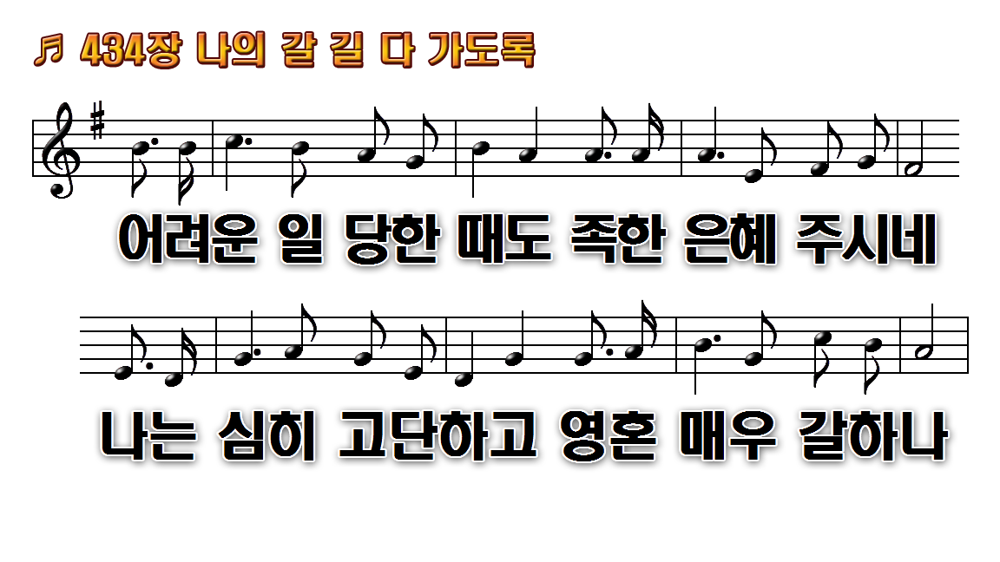 434장 나의 갈 길 다 가도록
어려운 일 당한 때도 족한 은혜 주시네
나는 심히 고단하고 영혼 매우 갈하나